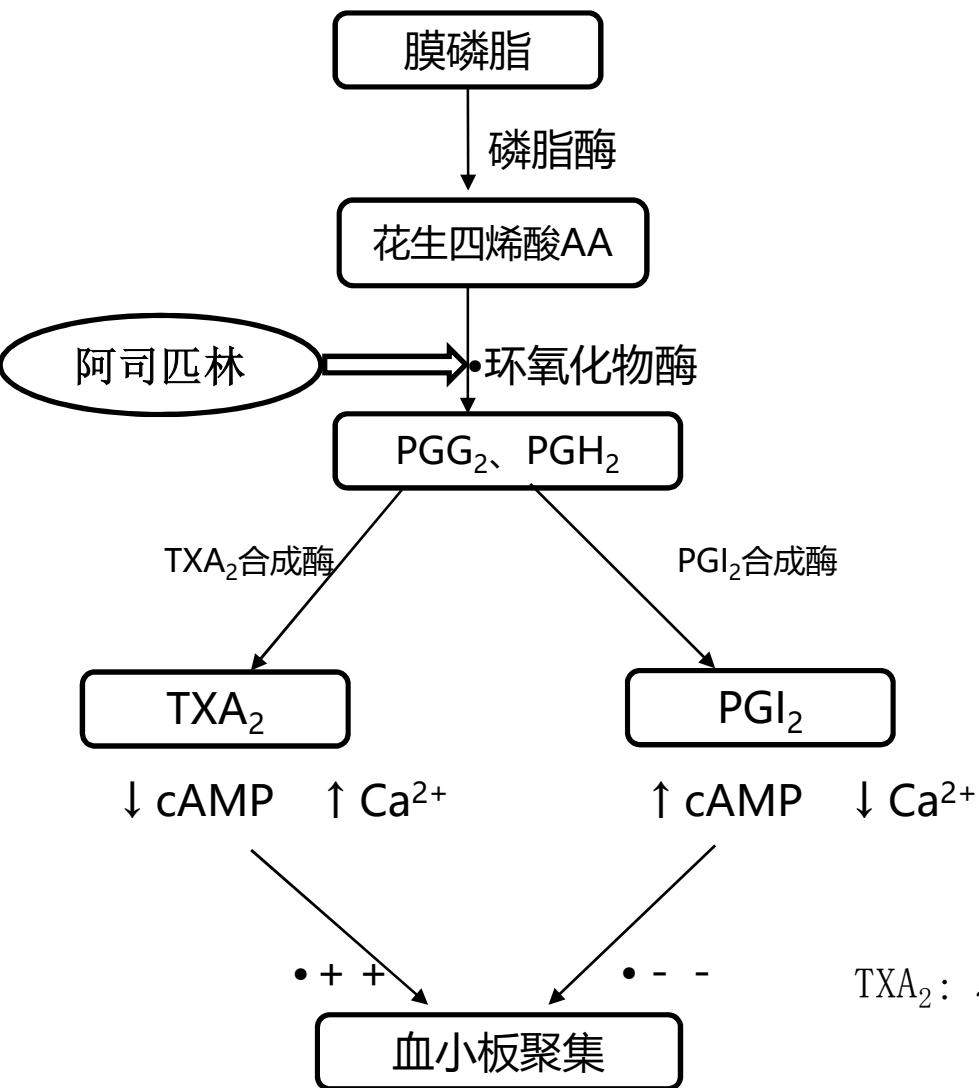 膜磷脂
磷脂酶
花生四烯酸AA
阿司匹林
•环氧化物酶
PGG₂、PGH₂
TXA₂合成酶
PGI₂合成酶
TXA₂
PGI₂
↓cAMP ↑Ca²⁺
↑cAMP ↓Ca²⁺
•++
•- -
TXA₂:
血小板聚集